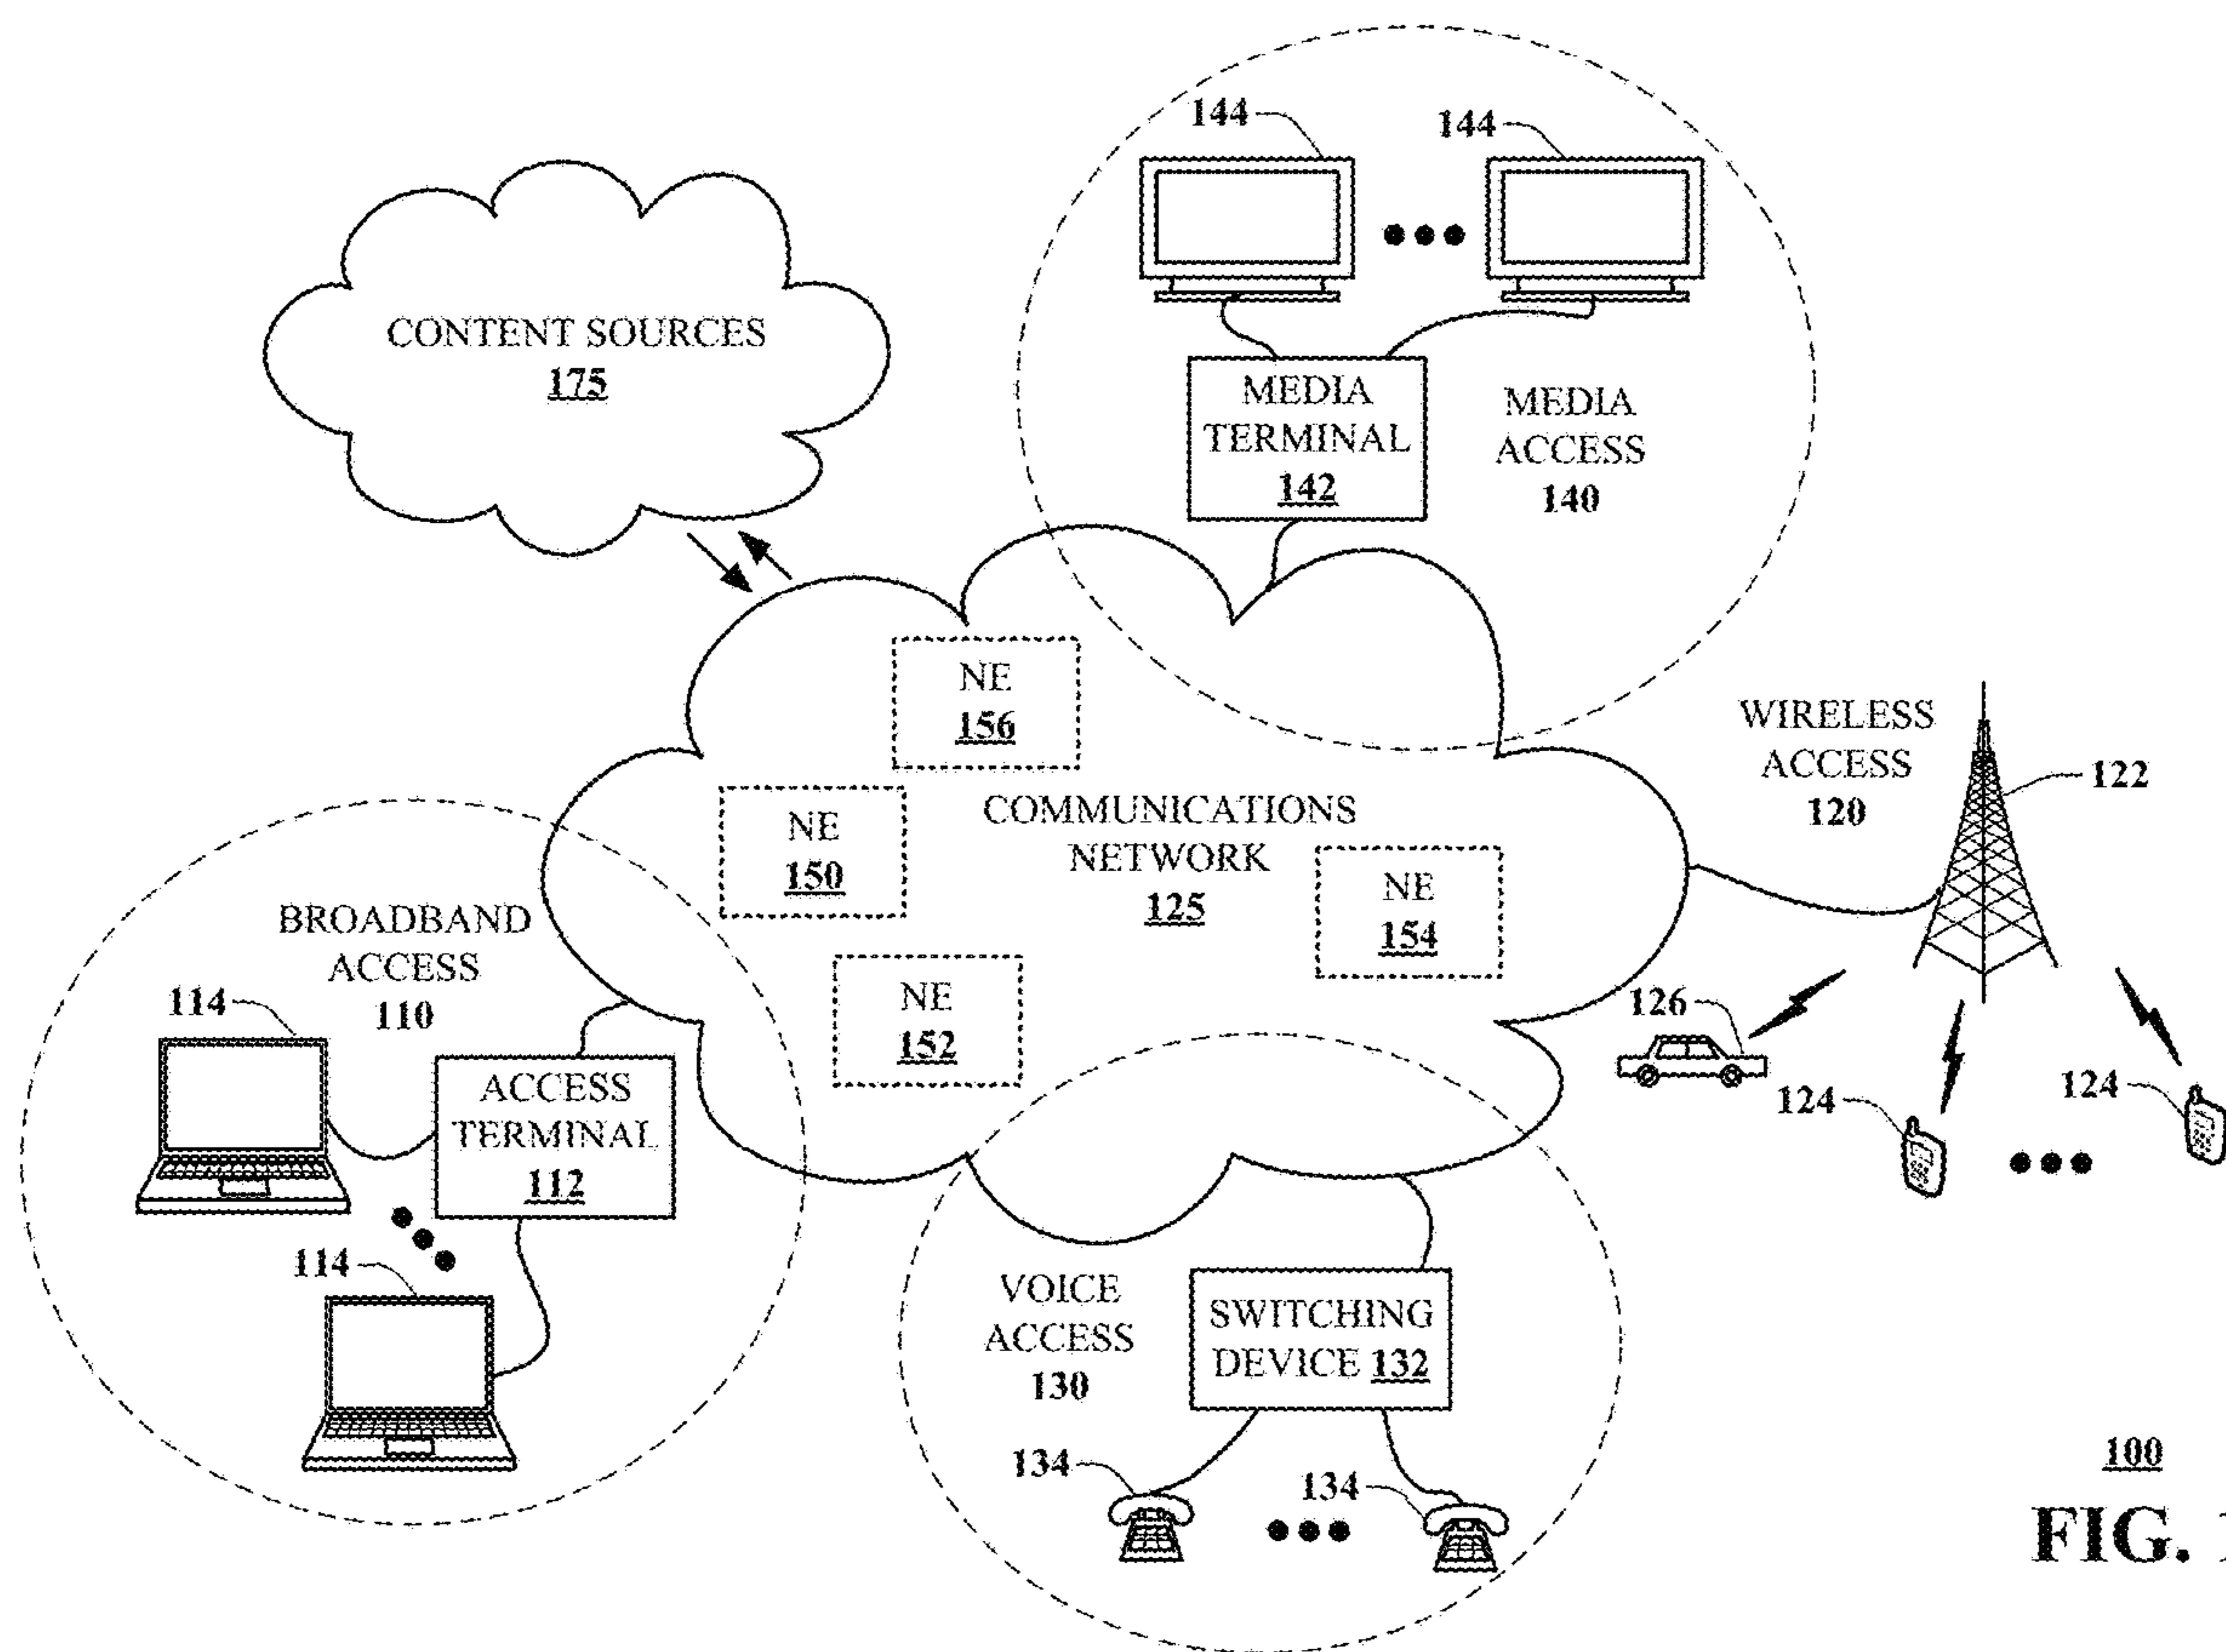 144
144
CONTENT SOURCES
175
MEDIA
TERMINAL
142
MEDIA
ACCESS
140
NE
156
WIRELESS
ACCESS
120
122
COMMUNICATIONS
NETWORK
125
NE
150
NE
154
NE
152
BROADBAND
ACCESS
110
114
ACCESS
TERMINAL
112
114
126
124
124
VOICE
ACCESS
130
SWITCHING
DEVICE 132
134
134
100
FIG.